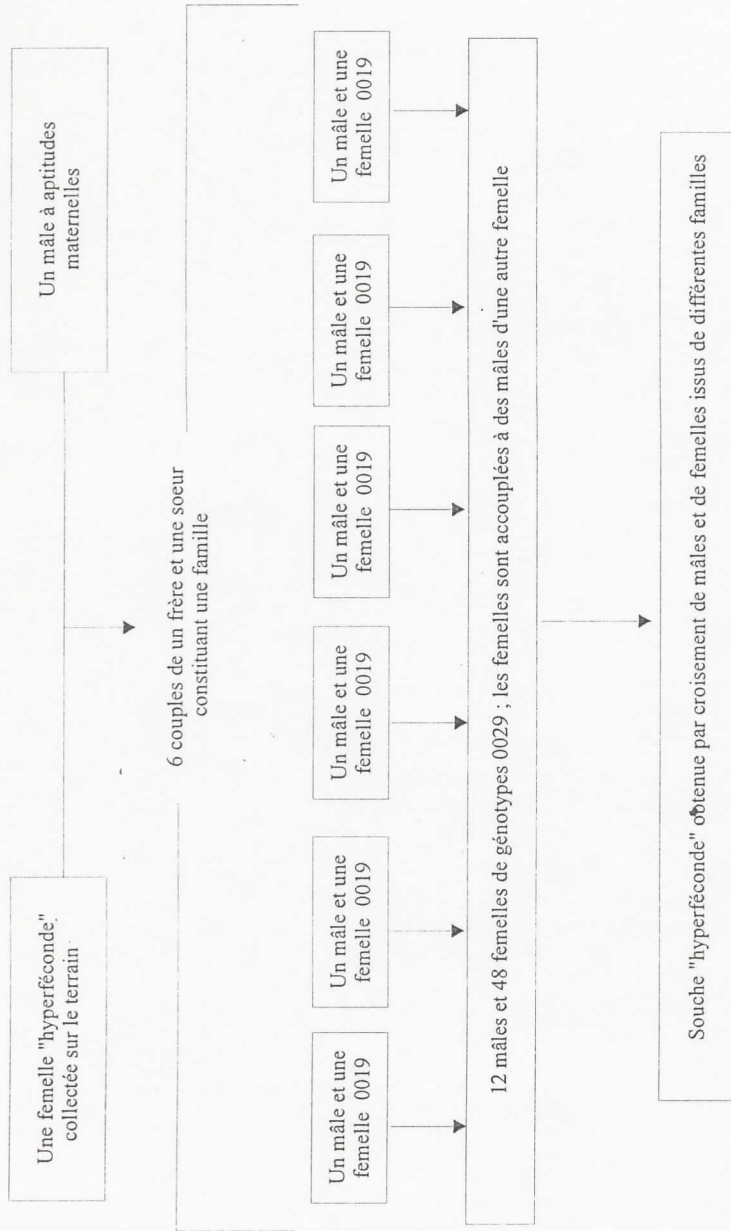 Une femelle "hyperféconde"
collectée sur le terrain
Un mâle à aptitudes
maternelles
6 couples de un frère et une soeur
constituant une famille
Un mâle et une
femelle 0019
Un mâle et une
femelle 0019
Un mâle et une
femelle 0019
Un mâle et une
femelle 0019
Un mâle et une
femelle 0019
Un mâle et une
femelle 0019
12 mâles et 48 femelles de génotypes 0029 ; les femelles sont accouplées à des mâles d'une autre femelle
Souche "hyperféconde" obtenue par croisement de mâles et de femelles issus de différentes familles